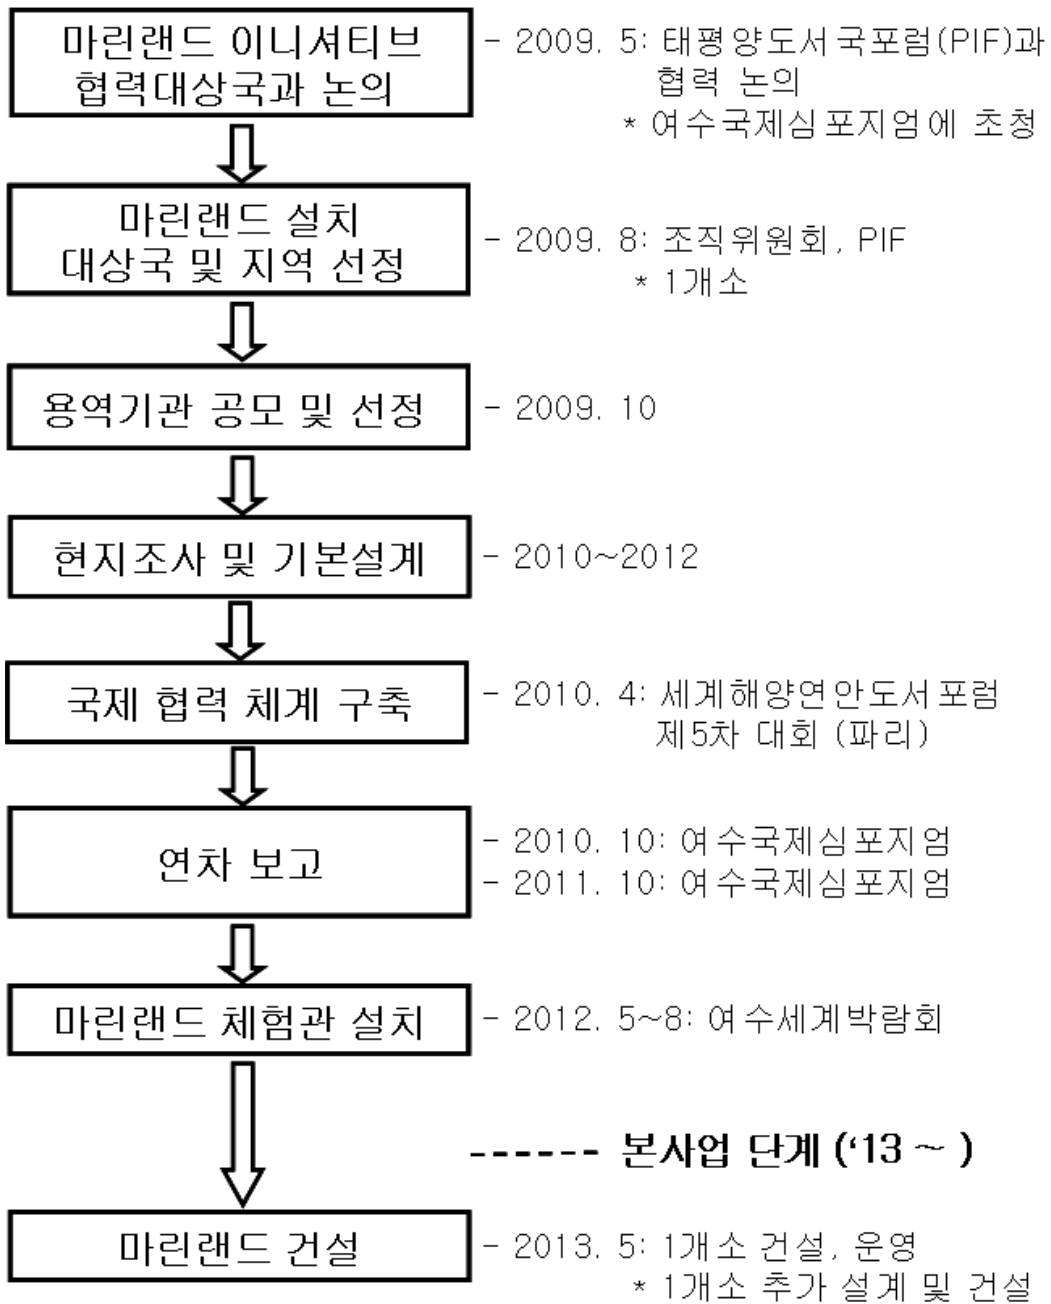 마린랜드 이니셔티브
협력대상국과 논의
- 2009. 5: 태평양도서국포럼(PIF)과
협력 논의
* 여수국제심포지엄에 초청
마린랜드 설치
대상국 및 지역 선정
- 2009. 8: 조직위원회, PIF
* 1개소
용역기관 공모 및 선정
- 2009. 10
현지조사 및 기본설계
- 2010~2012
국제 협력 체계 구축
- 2010. 4: 세계해양연안도서포럼
제5차 대회 (파리)
연차 보고
- 2010. 10: 여수국제심포지엄
- 2011. 10: 여수국제심포지엄
마린랜드 체험관 설치
- 2012. 5~8: 여수세계박람회
------ 본사업 단계 (‘13 ~ )
마린랜드 건설
- 2013. 5: 1개소 건설, 운영
* 1개소 추가 설계 및 건설